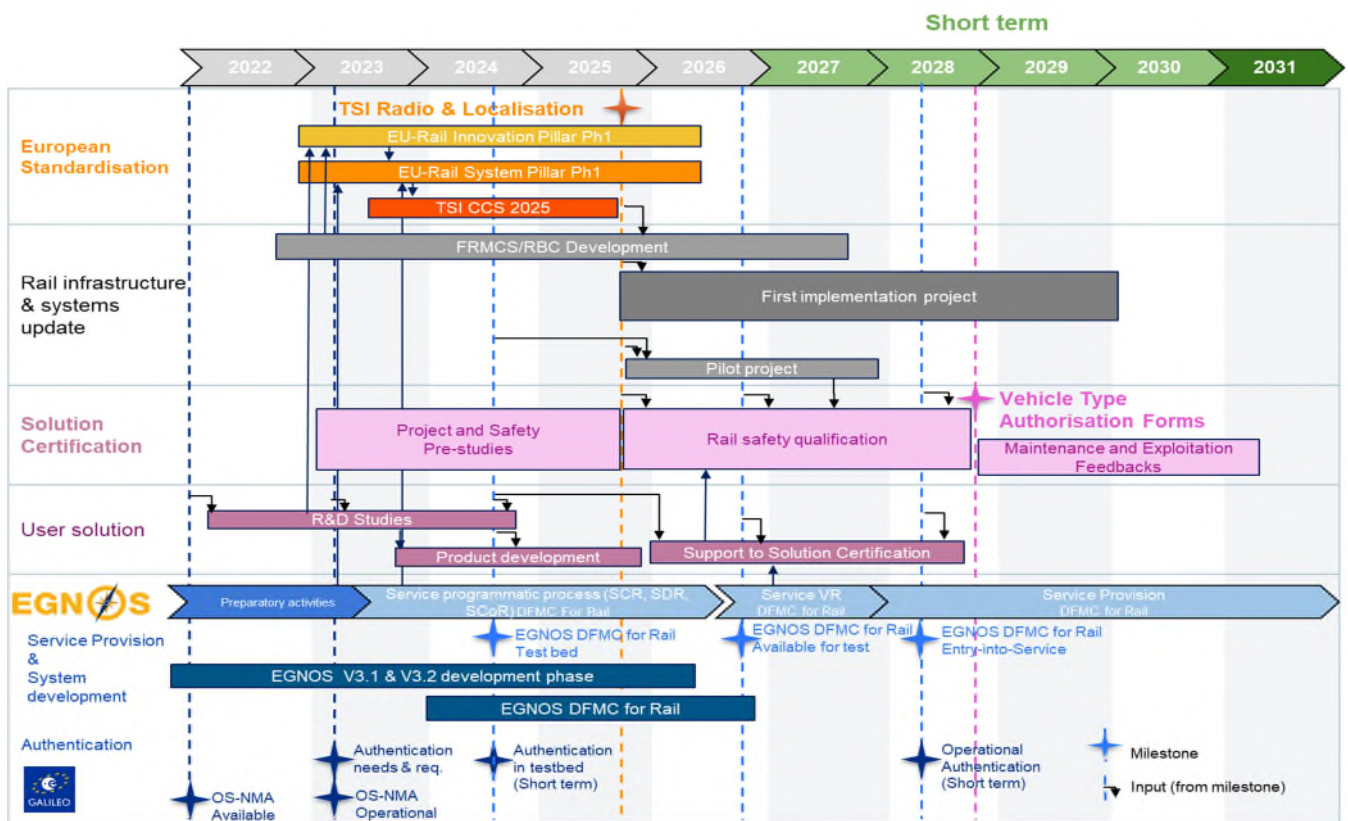 Short term
2022 2023 2024 2025 2026 2027 2028 2029 2030 2031
European
Standardisation
TSI Radio & Localisation
EU-Rail Innovation Pillar Ph1
EU-Rail System Pillar Ph1
TSI CCS 2025
Rail infrastructure
& systems
update
FRMCS/RBC Development
First implementation project
Pilot project
Solution
Certification
Project and Safety
Pre-studies
Rail safety qualification
Vehicle Type
Authorisation Forms
Maintenance and Exploitation
Feedbacks
User solution
R&D Studies
Product development
Support to Solution Certification
EGNOS
Preparatory activities
Service programmatic process (SCR, SDR,
SCoR) DFMC For Rail
Service VR
DFMC for Rail
Service Provision
DFMC for Rail
Service Provision
&
System
development
EGNOS DFMC for Rail
Test bed
EGNOS DFMC for Rail
Available for test
EGNOS DFMC for Rail
Entry-into-Service
EGNOS V3.1 & V3.2 development phase
EGNOS DFMC for Rail
Authentication
GALILEO
OS-NMA
Available
Authentication
needs & req.
OS-NMA
Operational
Authentication
in testbed
(Short term)
Operational
Authentication
(Short term)
Milestone
Input (from milestone)